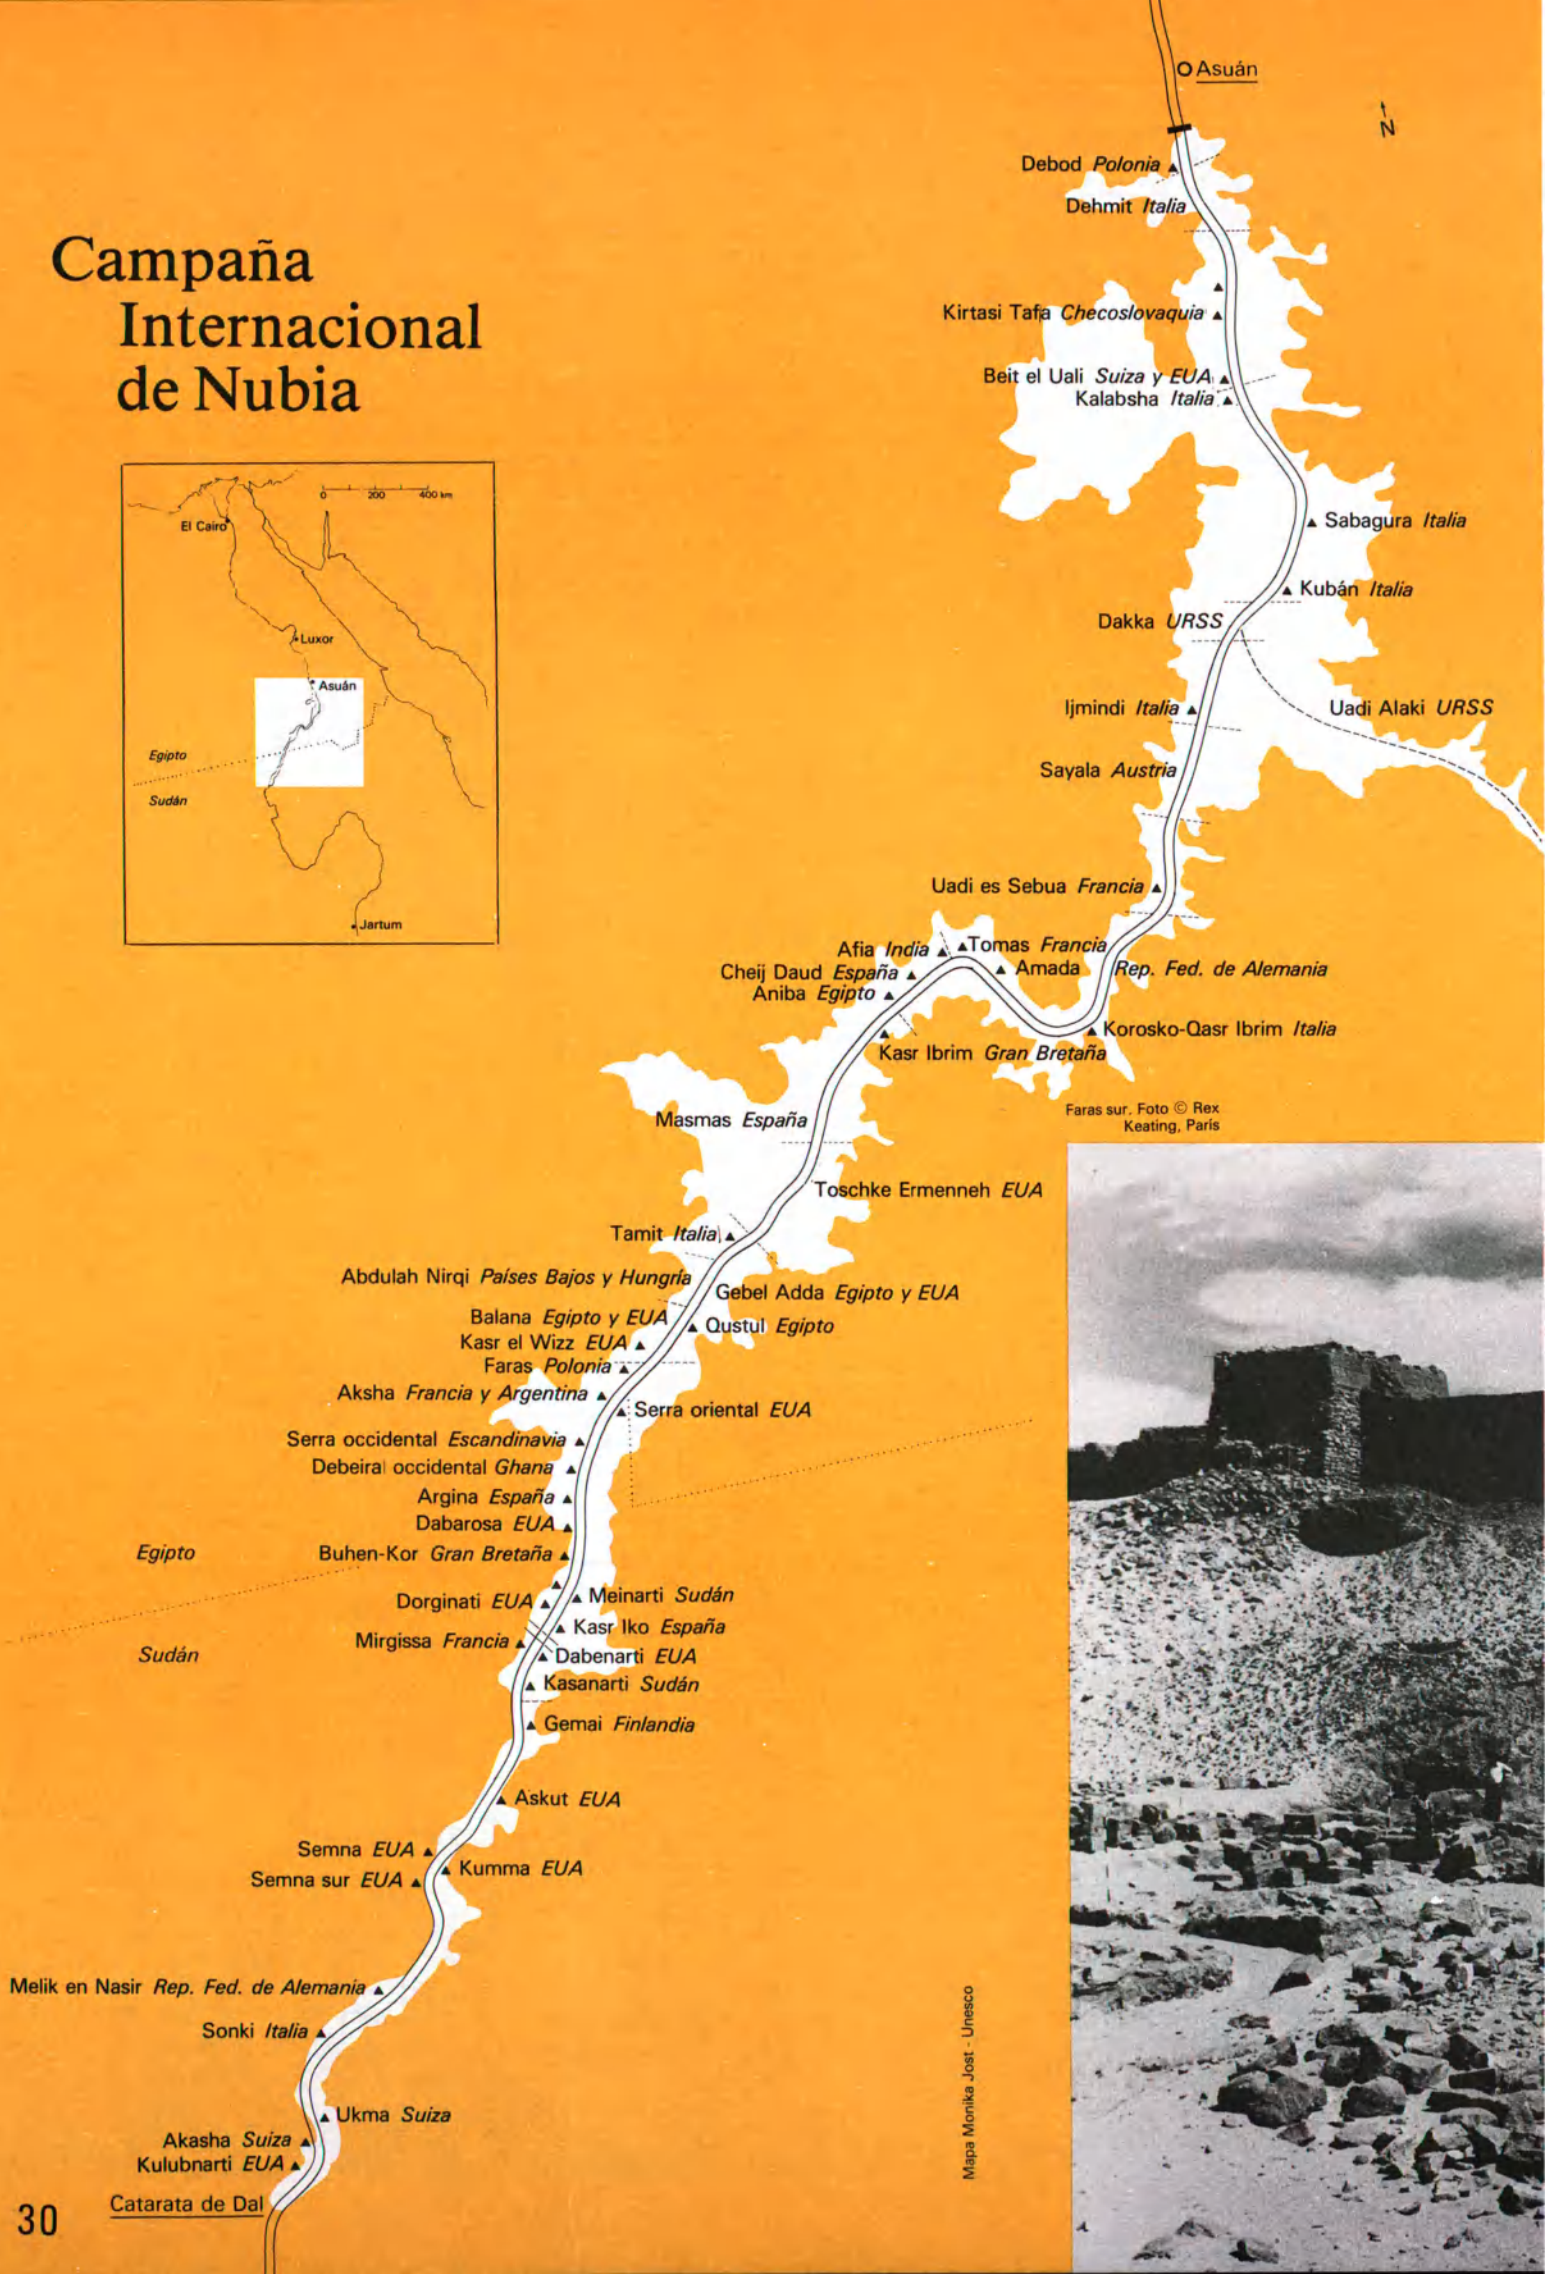 Asuán
N
Debod Polonia
Dehmit Italia
Campaña
Internacional
de Nubia
Kirtasi Tafa Checoslovaquia
Beit el Uali Suiza y EUA
Kalabsha Italia
0 200 400 km
El Cairo
Luxor
Asuán
Egipto
Sudán
Jartum
Sabagura Italia
Kubán Italia
Dakka URSS
Ijmindi Italia
Uadi Alaki URSS
Sayala Austria
Uadi es Sebua Francia
Afia India
Tomas Francia
Cheij Daud España
Amada Rep. Fed. de Alemania
Aniba Egipto
Korosko-Qasr Ibrim Italia
Kasr Ibrim Gran Bretaña
Faras sur. Foto © Rex
Keating, París
Masmas España
Toschke Ermenneh EUA
Tamit Italia
Abdulah Nirqi Países Bajos y Hungría
Gebel Adda Egipto y EUA
Balana Egipto y EUA
Qustul Egipto
Kasr el Wizz EUA
Faras Polonia
Aksha Francia y Argentina
Serra oriental EUA
Serra occidental Escandinavia
Debeira occidental Ghana
Argina España
Dabarosa EUA
Egipto
Buhen-Kor Gran Bretaña
Dorginati EUA
Meinarti Sudán
Kasr Iko España
Mirgissa Francia
Sudán
Dabenarti EUA
Kasanarti Sudán
Gemai Finlandia
Askut EUA
Semna EUA
Kumma EUA
Semna sur EUA
Melik en Nasir Rep. Fed. de Alemania
Sonki Italia
Ukma Suiza
Akasha Suiza
Kulubnarti EUA
Catarata de Dal
Mapa Monika Jost - Unesco
30